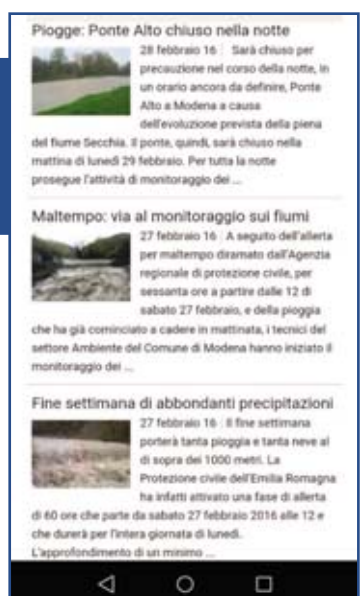 Piogge: Ponte Alto chiuso nella notte
28 febbraio 16 | Sarà chiuso per
precauzione nel corso della notte, in
un orario ancora da definire, Ponte
Alto a Modena a causa
dell'evoluzione prevista della piena
del fiume Secchia. Il ponte, quindi, sarà chiuso nella
mattina di lunedì 29 febbraio. Per tutta la notte
prosegue l'attività di monitoraggio dei ...
Maltempo: via al monitoraggio sui fiumi
27 febbraio 16 | A seguito dell'allerta
per maltempo diramato dall'Agenzia
regionale di protezione civile, per
sessanta ore a partire dalle 12 di
sabato 27 febbraio, e della pioggia
che ha già cominciato a cadere in mattinata, i tecnici del
settore Ambiente del Comune di Modena hanno iniziato il
monitoraggio dei ...
Fine settimana di abbondanti precipitazioni
27 febbraio 16 | Il fine settimana
porterà tanta pioggia e tanta neve al
di sopra dei 1000 metri. La
Protezione civile dell'Emilia Romagna
ha infatti attivato una fase di allerta
di 60 ore che parte da sabato 27 febbraio 2016 alle 12 e
che durerà per l'intera giornata di lunedì.
L'approfondimento di un minimo ...